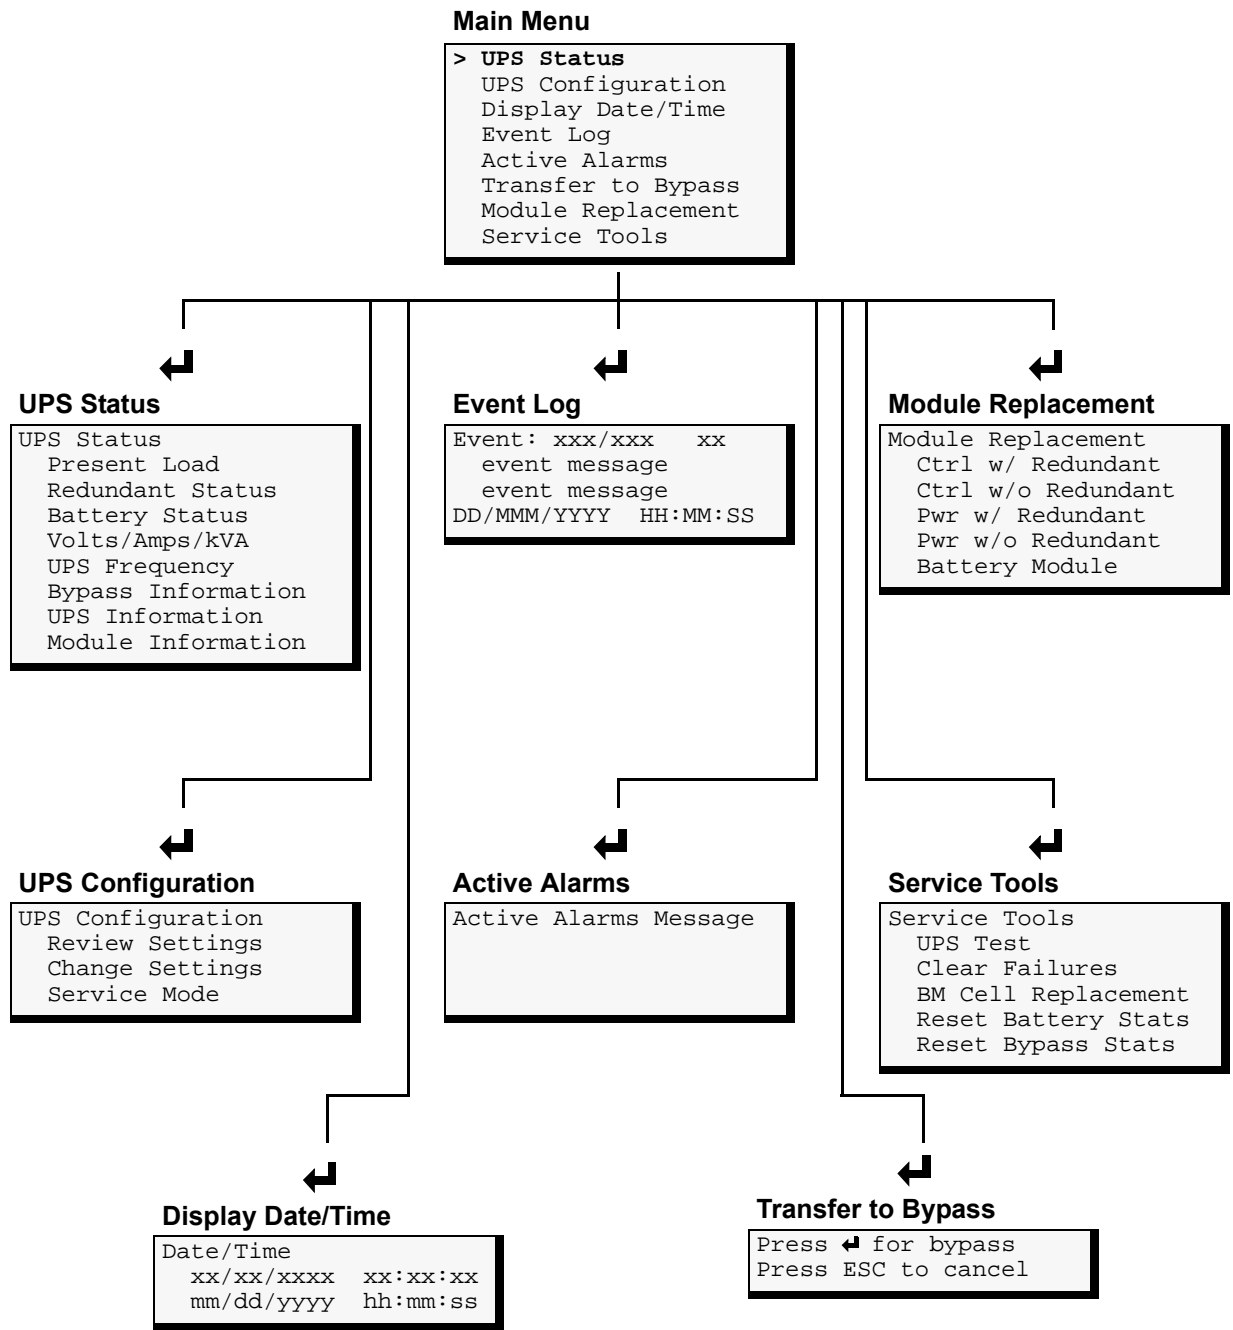 Main Menu
> UPS Status
UPS Configuration
Display Date/Time
Event Log
Active Alarms
Transfer to Bypass
Module Replacement
Service Tools
UPS Status
UPS Status
Present Load
Redundant Status
Battery Status
Volts/Amps/kVA
UPS Frequency
Bypass Information
UPS Information
Module Information
Event Log
Event: xxx/xxx xx
event message
event message
DD/MMM/YYYY HH:MM:SS
Module Replacement
Module Replacement
Ctrl w/ Redundant
Ctrl w/o Redundant
Pwr w/ Redundant
Pwr w/o Redundant
Battery Module
UPS Configuration
UPS Configuration
Review Settings
Change Settings
Service Mode
Active Alarms
Active Alarms Message
Service Tools
Service Tools
UPS Test
Clear Failures
BM Cell Replacement
Reset Battery Stats
Reset Bypass Stats
Display Date/Time
Date/Time
xx/xx/xxxx xx:xx:xx
mm/dd/yyyy hh:mm:ss
Transfer to Bypass
Press ↵ for bypass
Press ESC to cancel